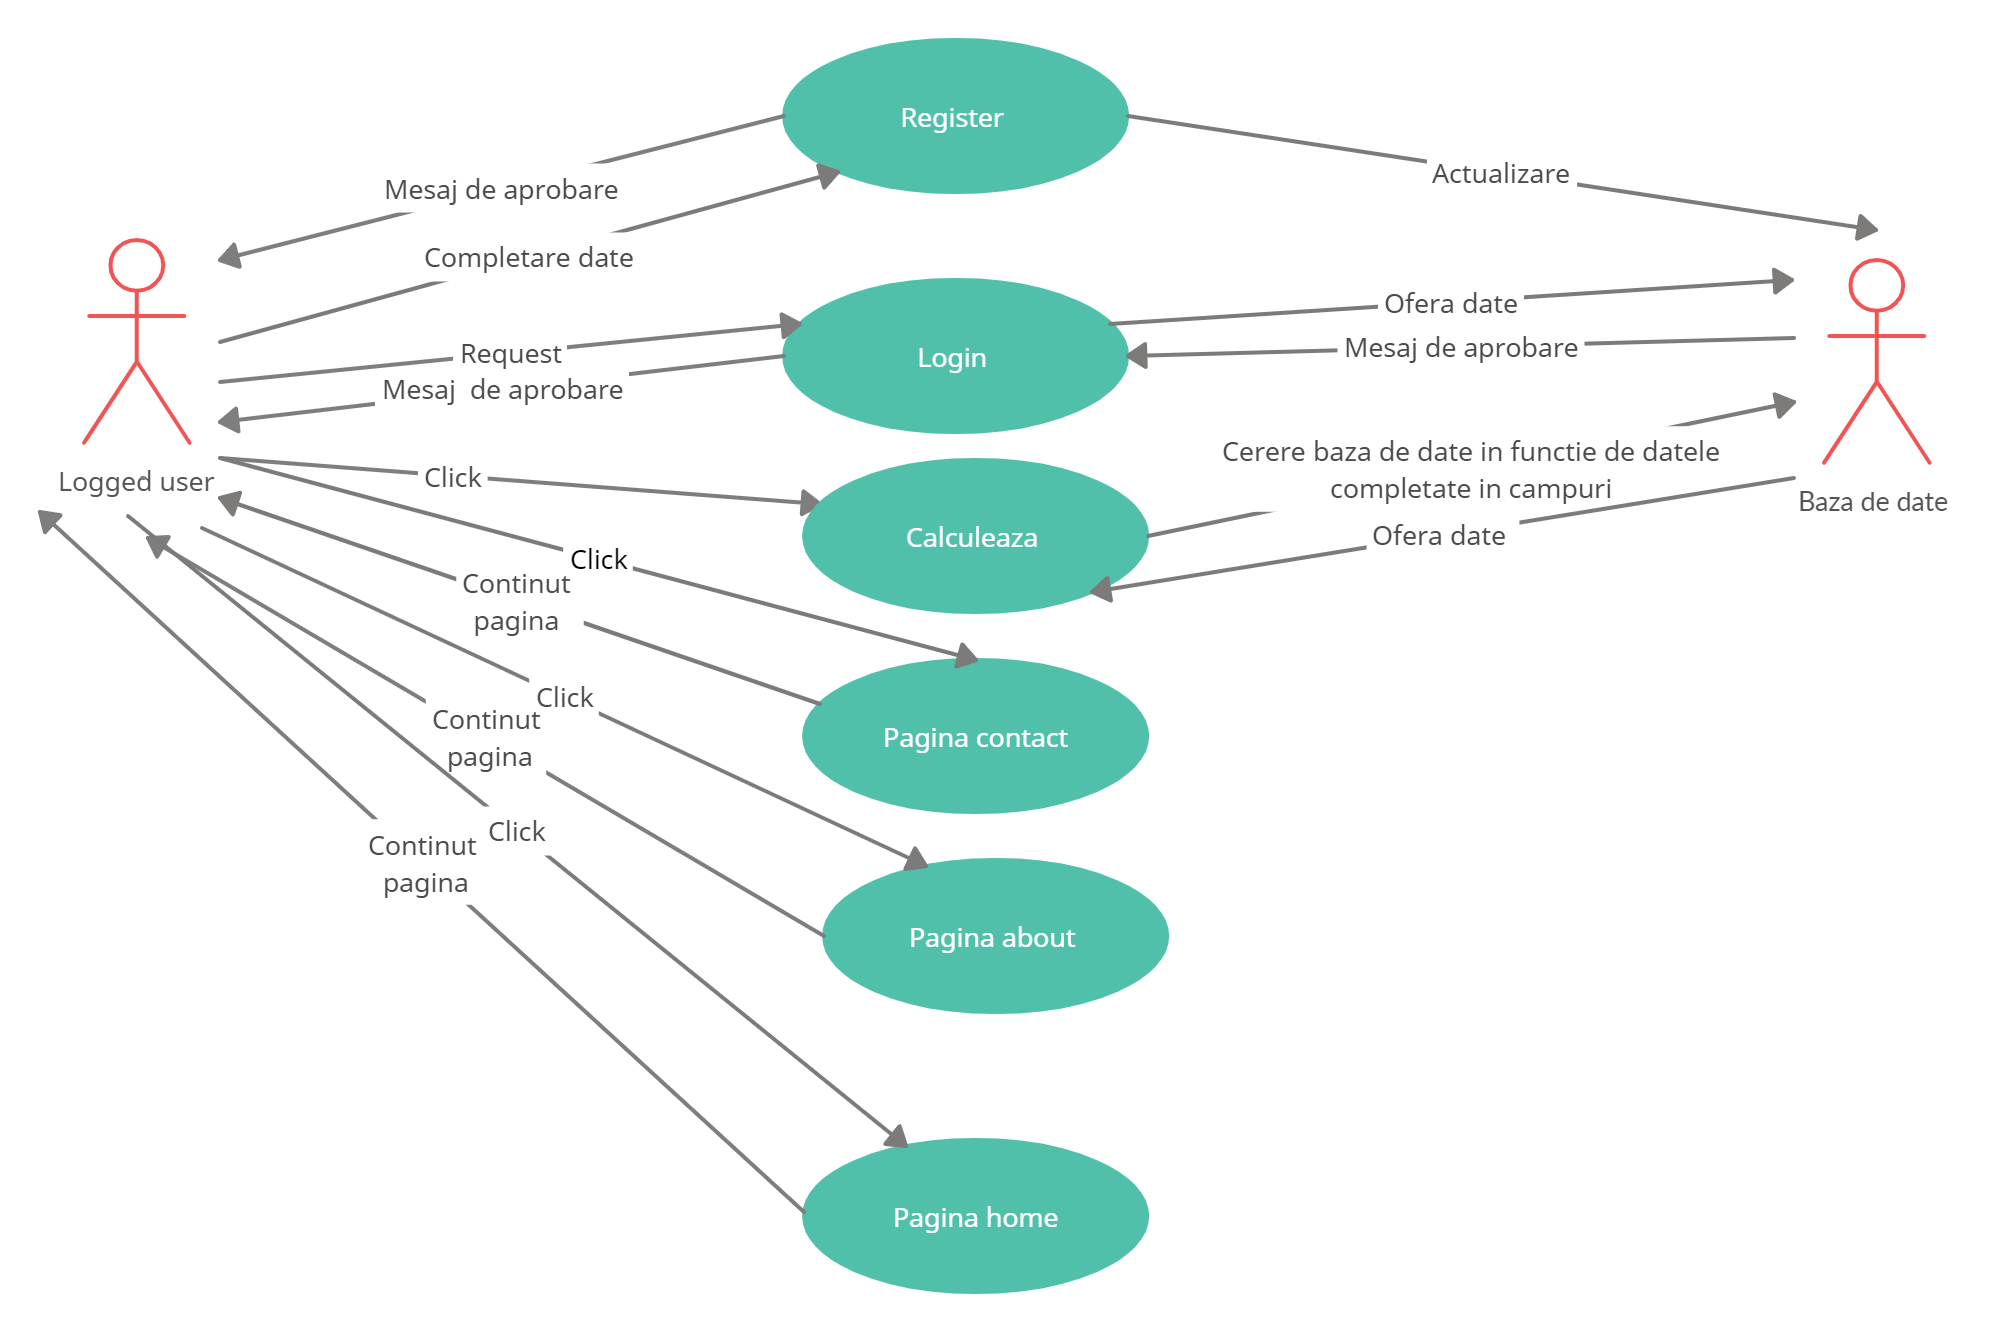 Register
Mesaj de aprobare
Actualizare
Completare date
Ofera date
Request
Login
Mesaj de aprobare
Mesaj de aprobare
Cerere baza de date in functie de datele
completate in campuri
Logged user
Click
Baza de date
Calculeaza
Ofera date
Click
Continut
pagina
Pagina contact
Click
Continut
pagina
Click
Continut
pagina
Pagina about
Pagina home